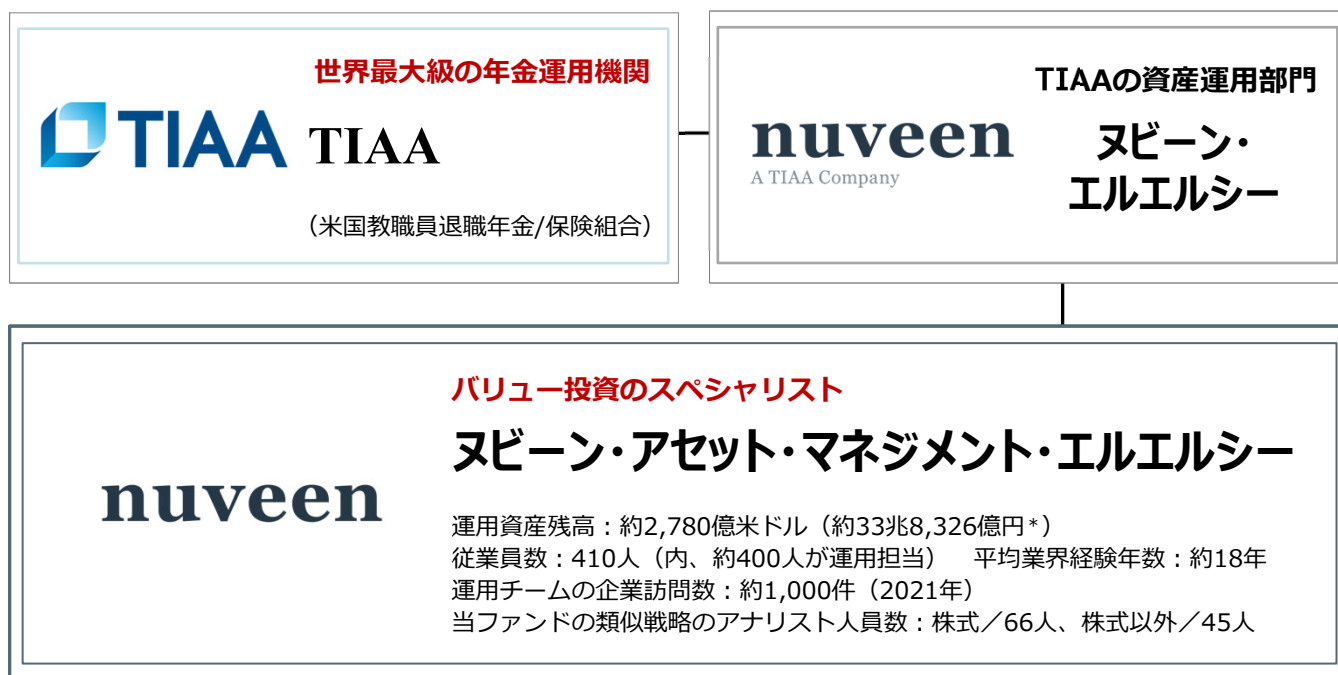 世界最大級の年金運用機関
TIAA TIAA
（米国教職員退職年金/保険組合）
TIAAの資産運用部門
nuveen
A TIAA Company
ヌビーン・
エルエルシー
バリュー投資のスペシャリスト
ヌビーン・アセット・マネジメント・エルエルシー
nuveen
運用資産残高：約2,780億米ドル（約33兆8,326億円*）
従業員数：410人（内、約400人が運用担当）　平均業界経験年数：約18年
運用チームの企業訪問数：約1,000件（2021年）
当ファンドの類似戦略のアナリスト人員数：株式／66人、株式以外／45人